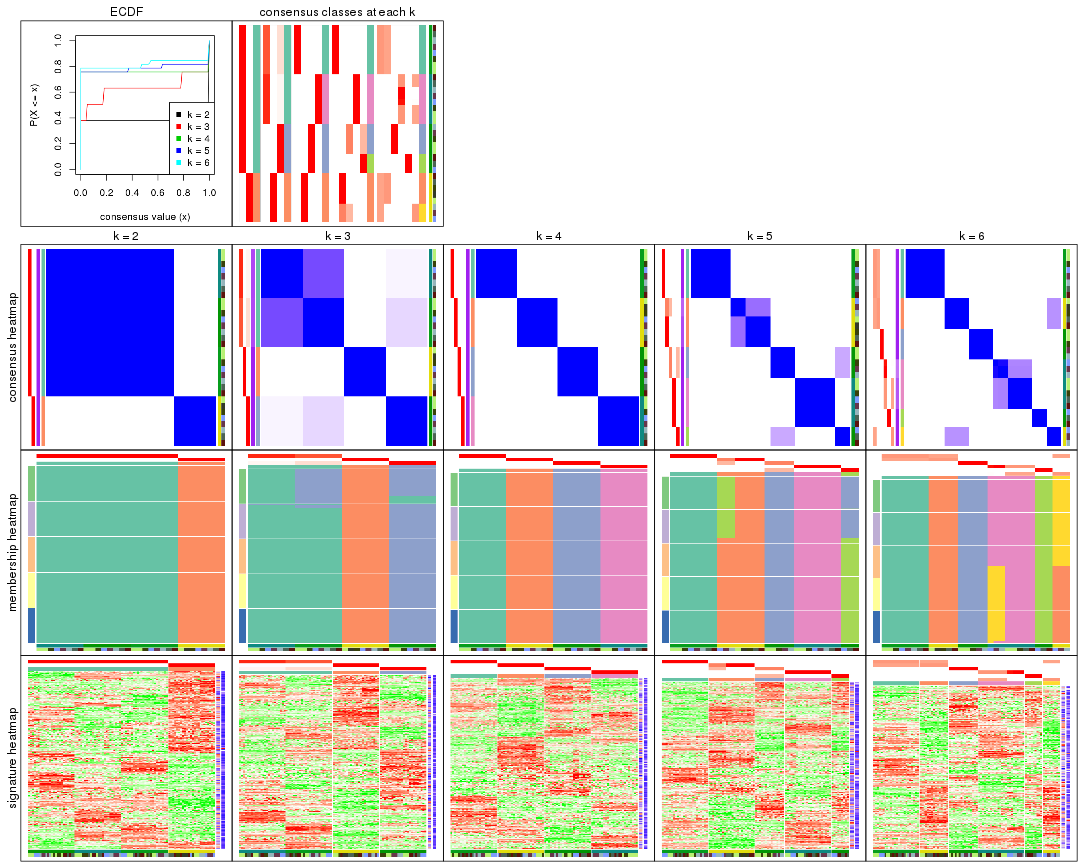 ECDF
consensus classes at each k
P(X <= x)
0.0 0.2 0.4 0.6 0.8 1.0
k = 2
k = 3
k = 4
k = 5
k = 6
0.0 0.2 0.4 0.6 0.8 1.0
consensus value (x)
k = 2
k = 3
k = 4
k = 5
k = 6
consensus heatmap
membership heatmap
signature heatmap